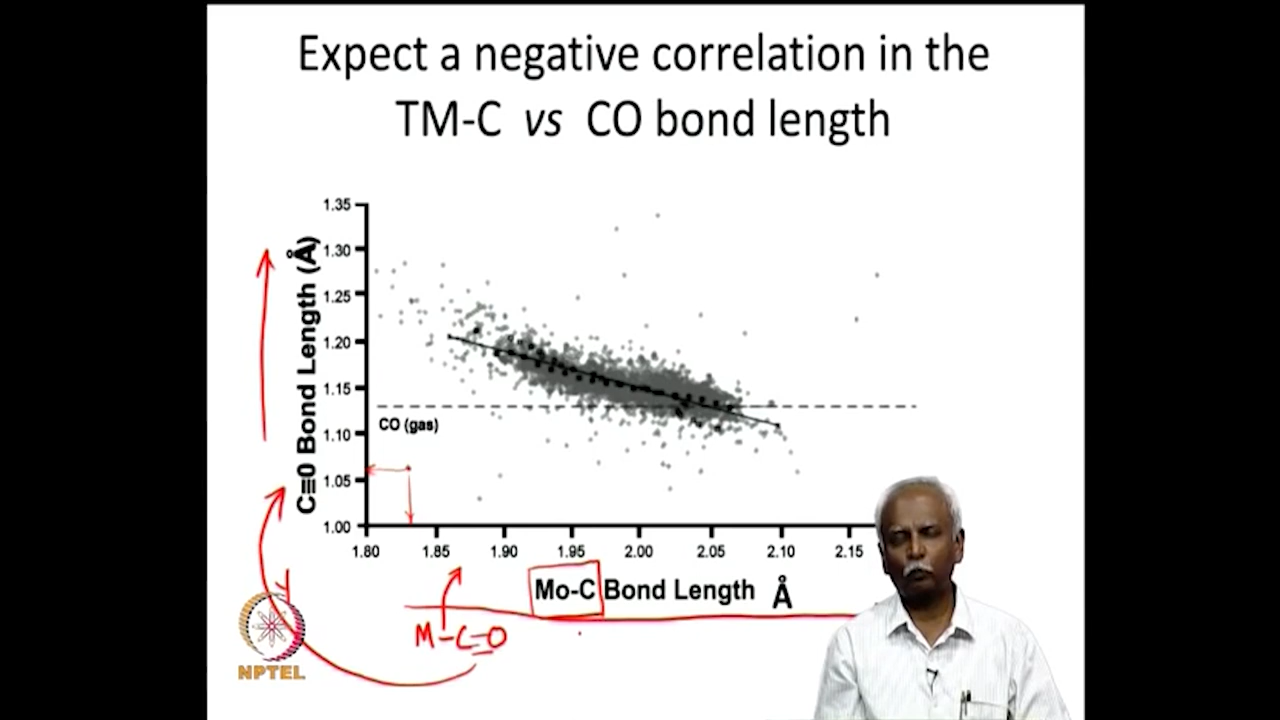 Expect a negative correlation in the
TM-C vs CO bond length
C≡O Bond Length (Å)
1.35
1.30
1.25
1.20
1.15
1.10
1.05
1.00
CO (gas)
1.80 1.85 1.90 1.95 2.00 2.05 2.10 2.15
Mo-C Bond Length Å
M-C≡O
NPTEL